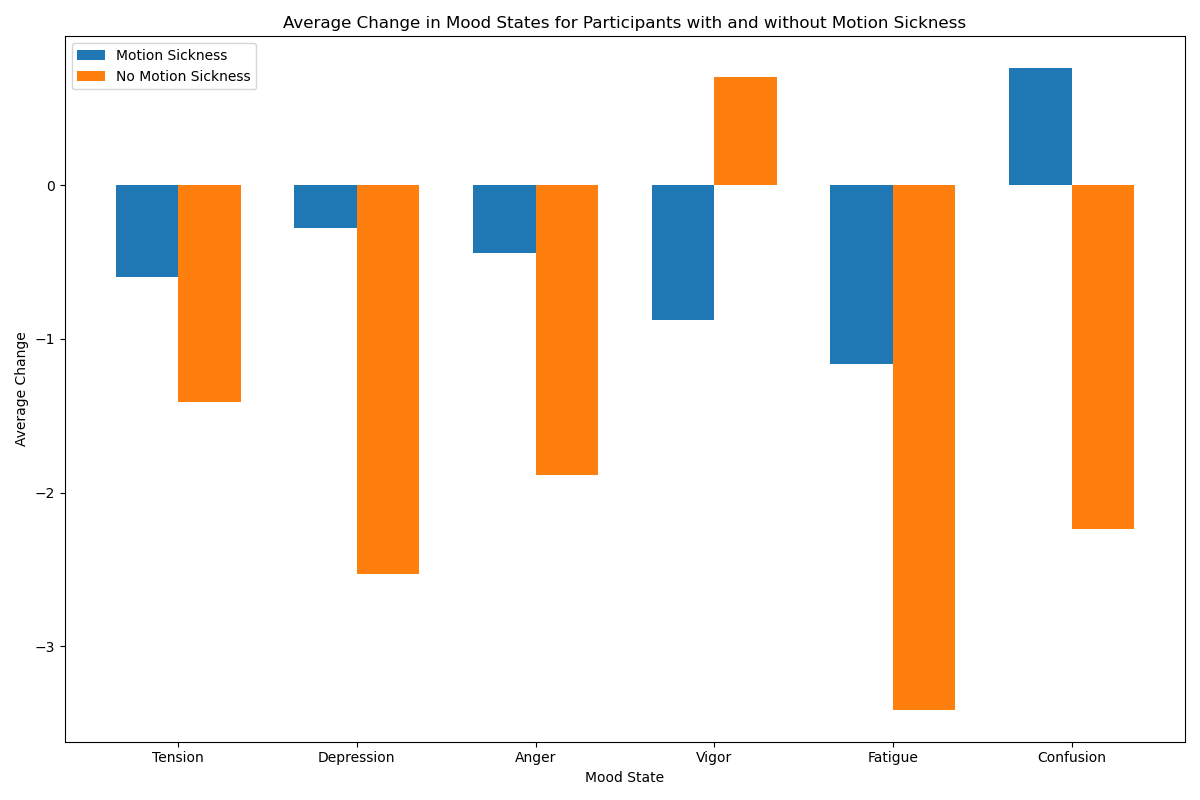 Average Change in Mood States for Participants with and without Motion Sickness
Motion Sickness
No Motion Sickness
Average Change
0
−1
−2
−3
Tension Depression Anger Vigor Fatigue Confusion
Mood State